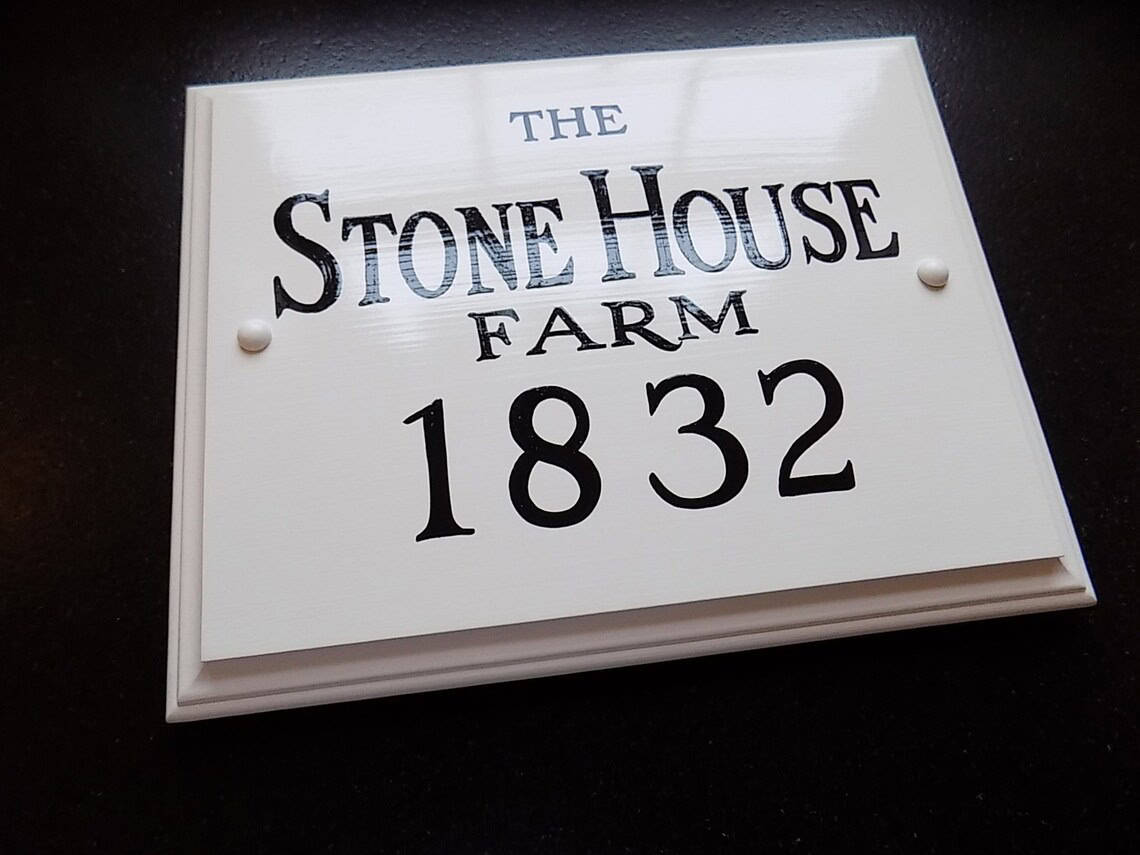 THE
STONE HOUSE
FARM
1832